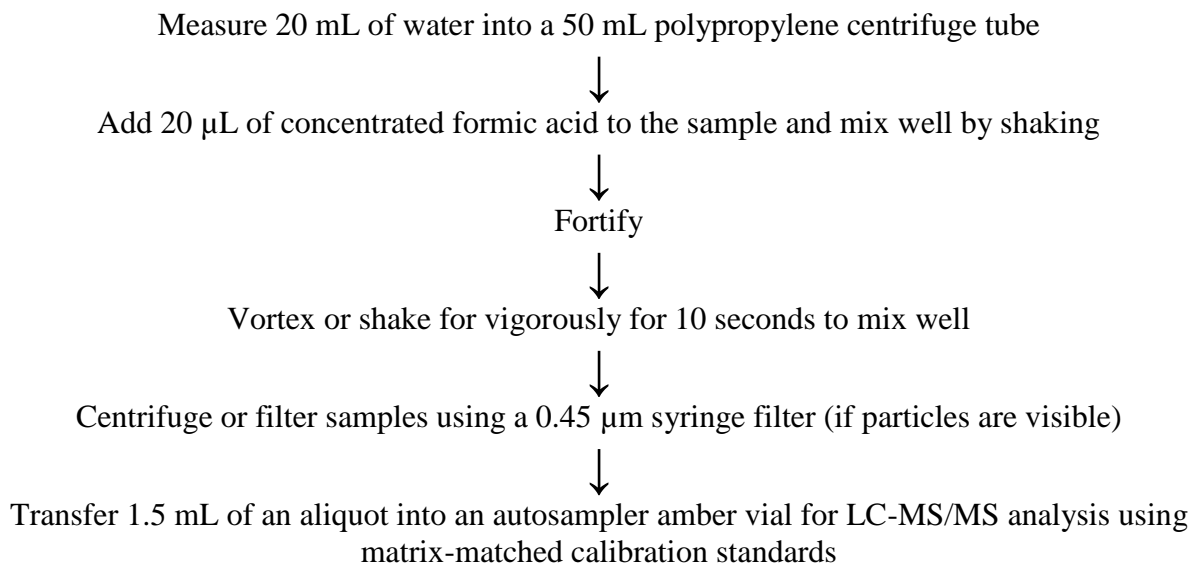 Measure 20 mL of water into a 50 mL polypropylene centrifuge tube
↓
Add 20 µL of concentrated formic acid to the sample and mix well by shaking
↓
Fortify
↓
Vortex or shake for vigorously for 10 seconds to mix well
↓
Centrifuge or filter samples using a 0.45 µm syringe filter (if particles are visible)
↓
Transfer 1.5 mL of an aliquot into an autosampler amber vial for LC-MS/MS analysis using
matrix-matched calibration standards